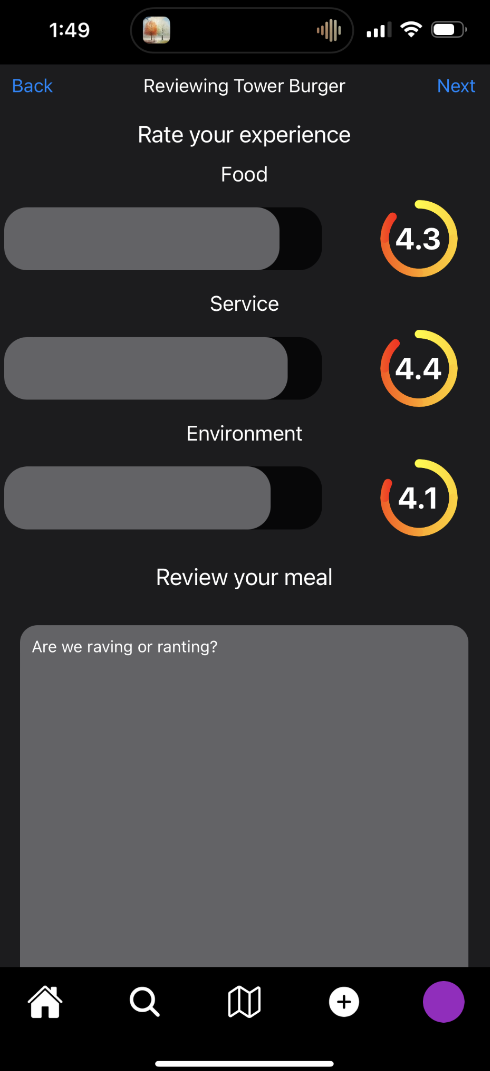 1:49
Back
Reviewing Tower Burger
Next
Rate your experience
Food
4.3
Service
4.4
Environment
4.1
Review your meal
Are we raving or ranting?